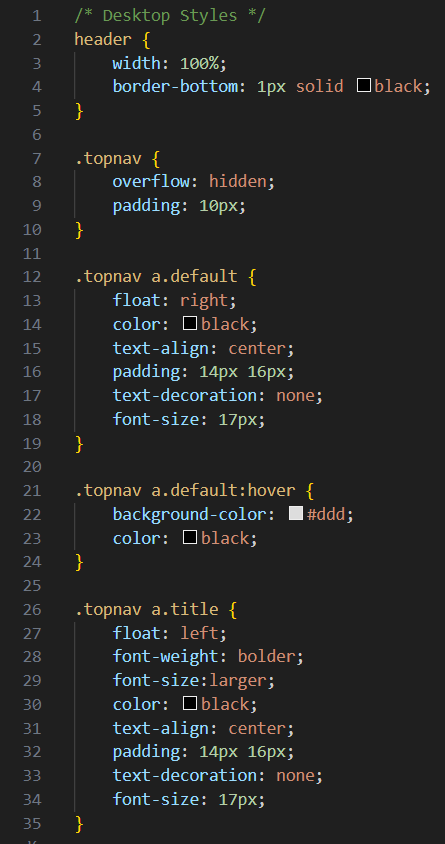 1 /* Desktop Styles */
2 header {
3 width: 100%;
4 border-bottom: 1px solid black;
5 }
6
7 .topnav {
8 overflow: hidden;
9 padding: 10px;
10 }
11
12 .topnav a.default {
13 float: right;
14 color: black;
15 text-align: center;
16 padding: 14px 16px;
17 text-decoration: none;
18 font-size: 17px;
19 }
20
21 .topnav a.default:hover {
22 background-color: #ddd;
23 color: black;
24 }
25
26 .topnav a.title {
27 float: left;
28 font-weight: bolder;
29 font-size:larger;
30 color: black;
31 text-align: center;
32 padding: 14px 16px;
33 text-decoration: none;
34 font-size: 17px;
35 }